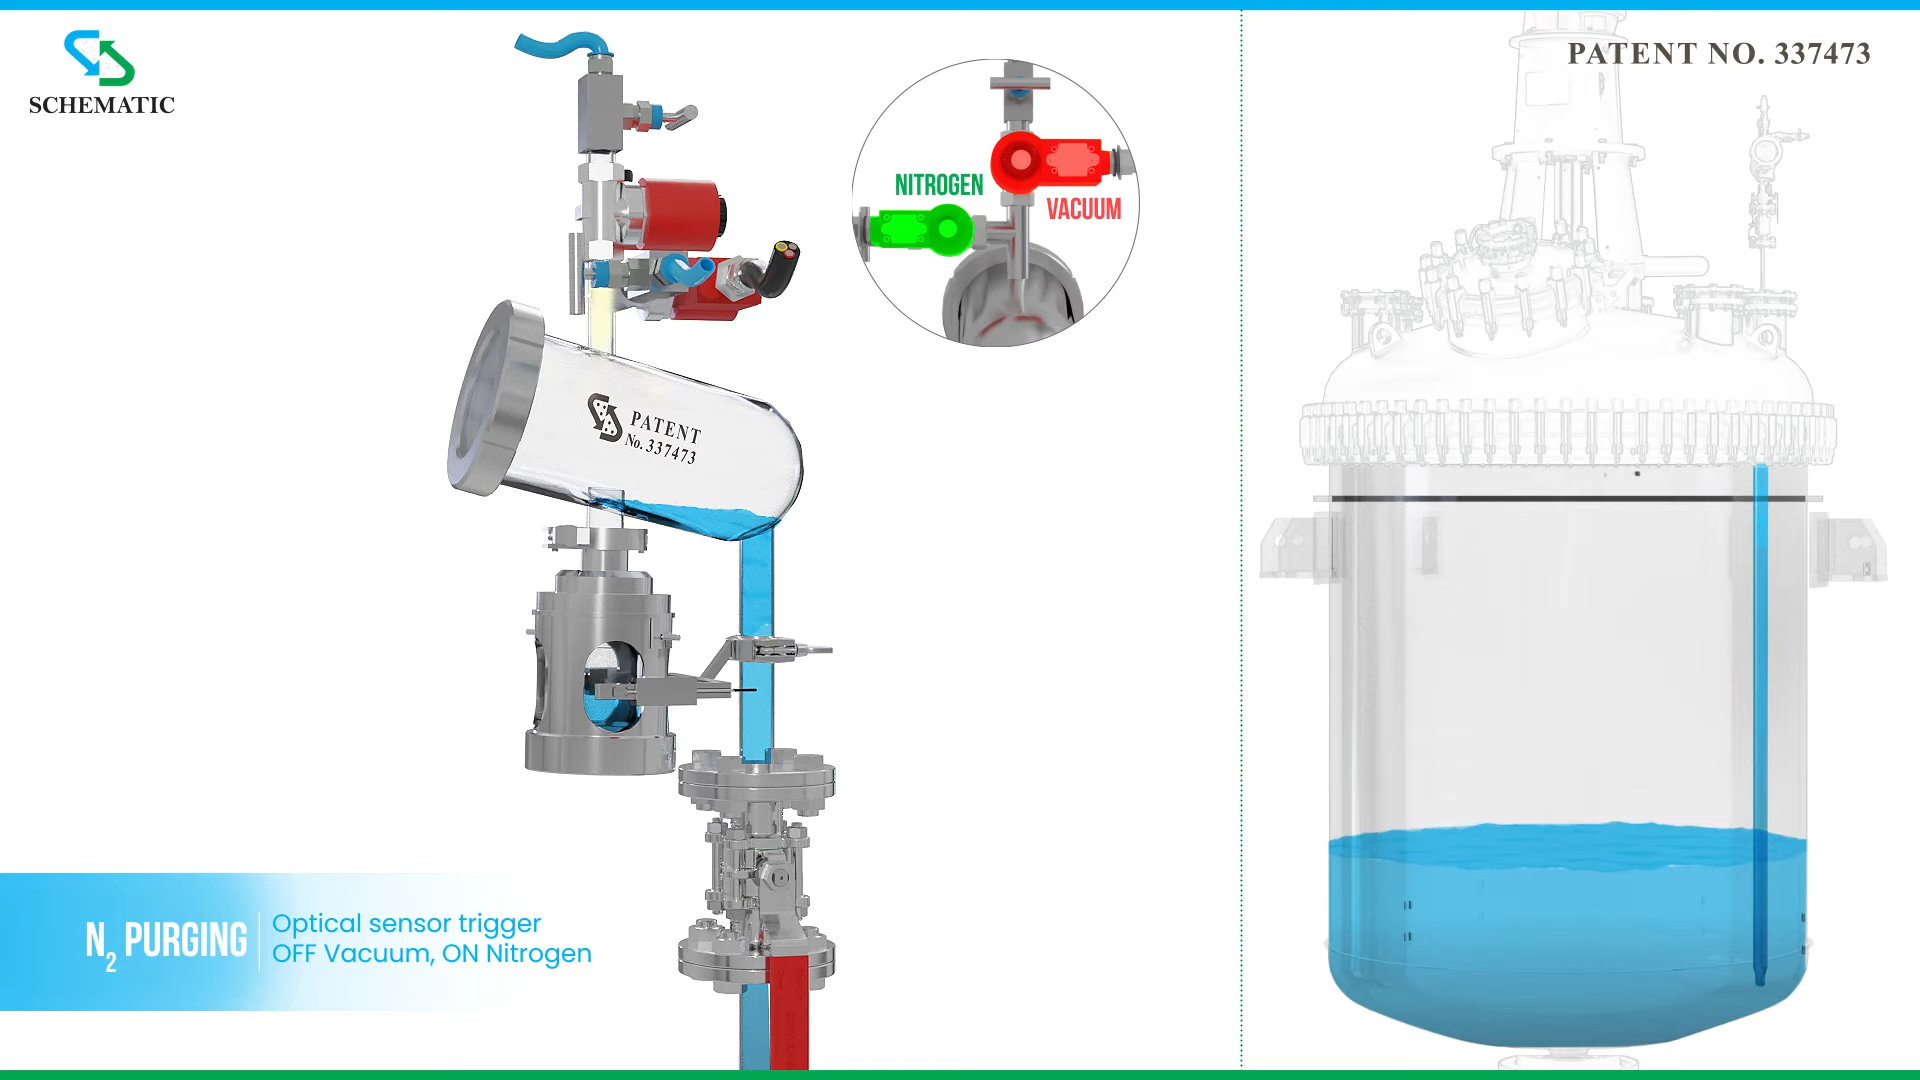 SCHEMATIC
PATENT NO. 337473
NITROGEN
VACUUM
PATENT
No. 337473
N2 PURGING
Optical sensor trigger
OFF Vacuum, ON Nitrogen